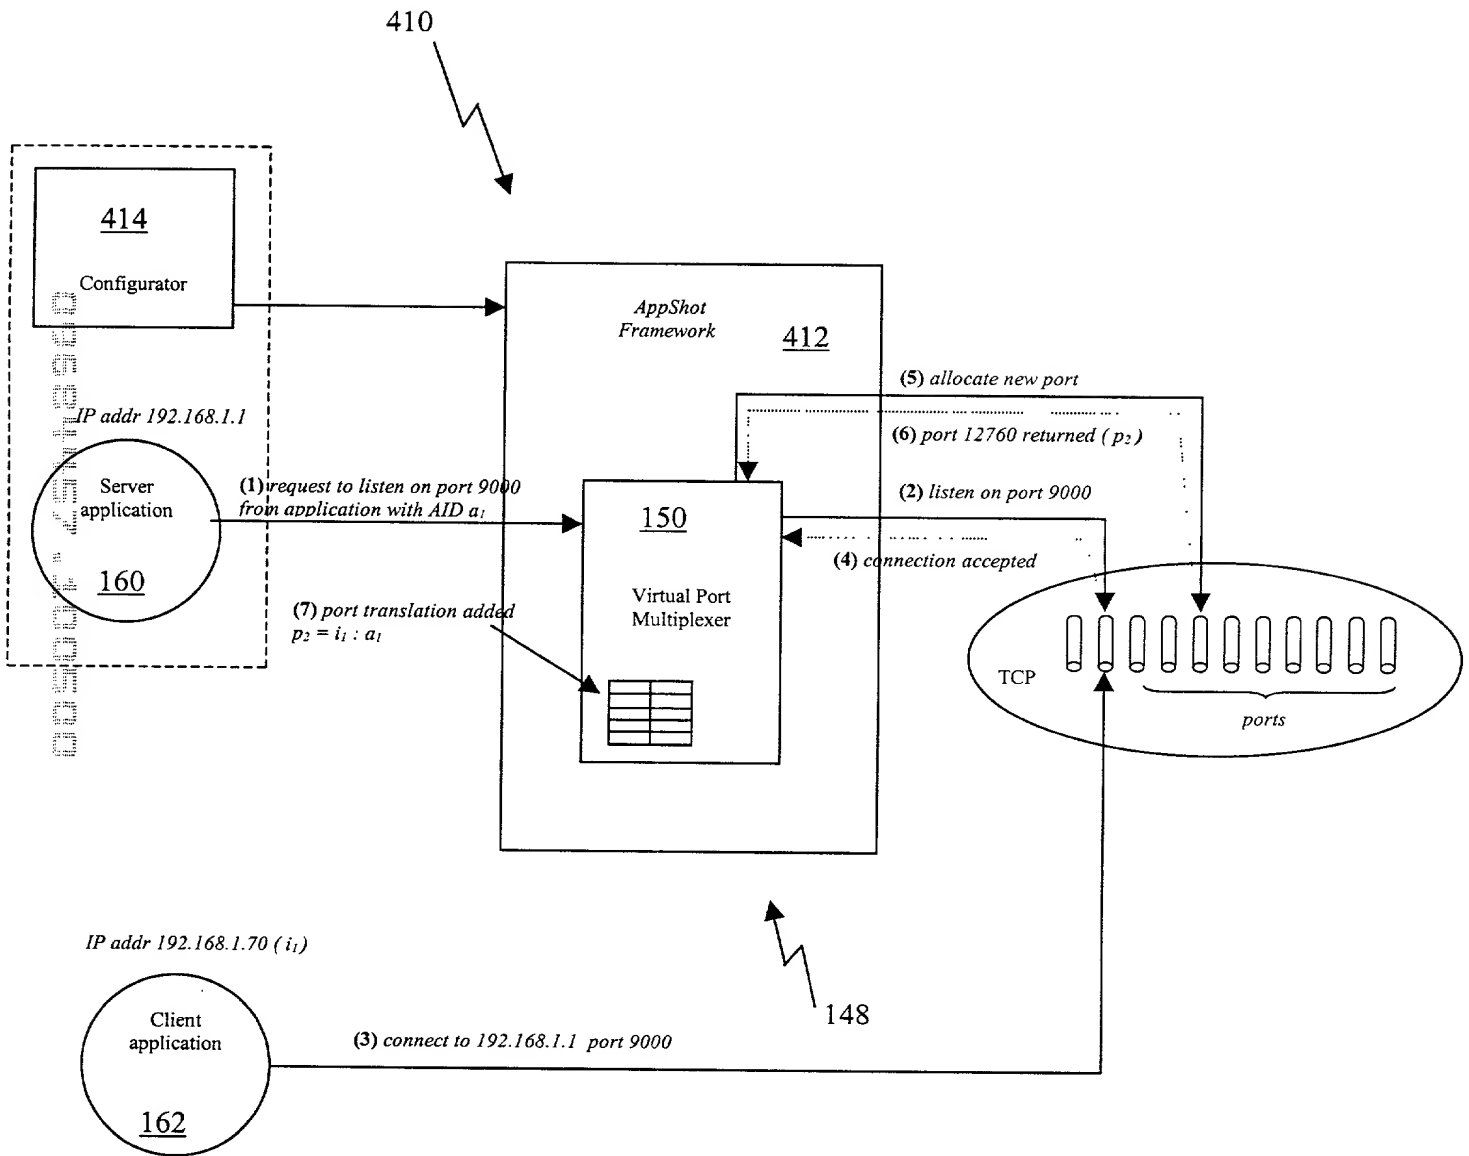 410
414
Configurator
AppShot
Framework
412
IP addr 192.168.1.1
Server
application
160
(1) request to listen on port 9000
from application with AID a₁
(5) allocate new port
(6) port 12760 returned ( p₂ )
(2) listen on port 9000
150
(4) connection accepted
Virtual Port
Multiplexer
(7) port translation added
p₂ = i₁ : a₁
TCP
ports
IP addr 192.168.1.70 ( i₁)
148
Client
application
(3) connect to 192.168.1.1 port 9000
162